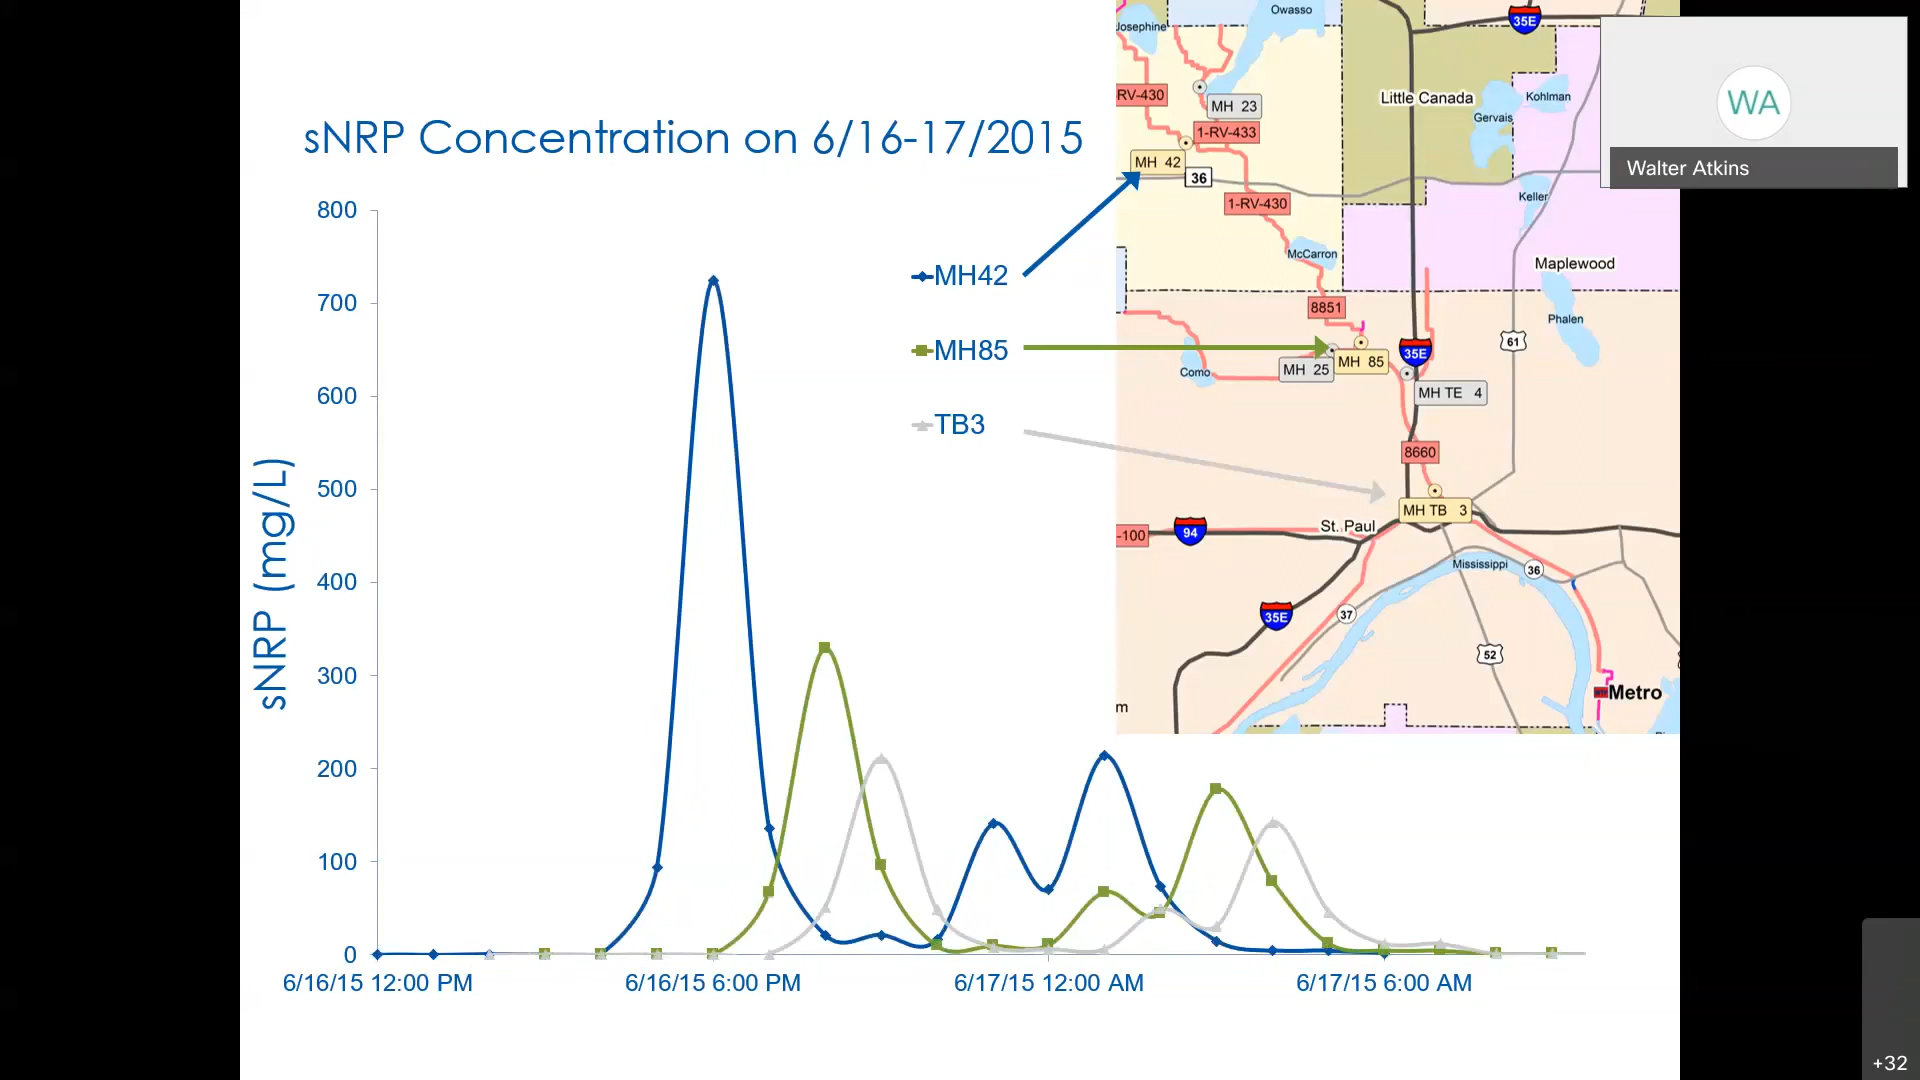 sNRP Concentration on 6/16-17/2015
sNRP (mg/L)
800
700
600
500
400
300
200
100
0
6/16/15 12:00 PM
6/16/15 6:00 PM
6/17/15 12:00 AM
6/17/15 6:00 AM
MH42
MH85
TB3
Owasso
35E
Josephine
RV-430
MH 23
Little Canada
Kohlman
Gervais
1-RV-433
MH 42
36
1-RV-430
Keller
McCarron
Maplewood
8851
Phalen
61
35E
MH 85
MH 25
Como
MH TE 4
8660
MH TB 3
St. Paul
-100
94
Mississippi
36
35E
37
52
Metro
m
WA
Walter Atkins
+32